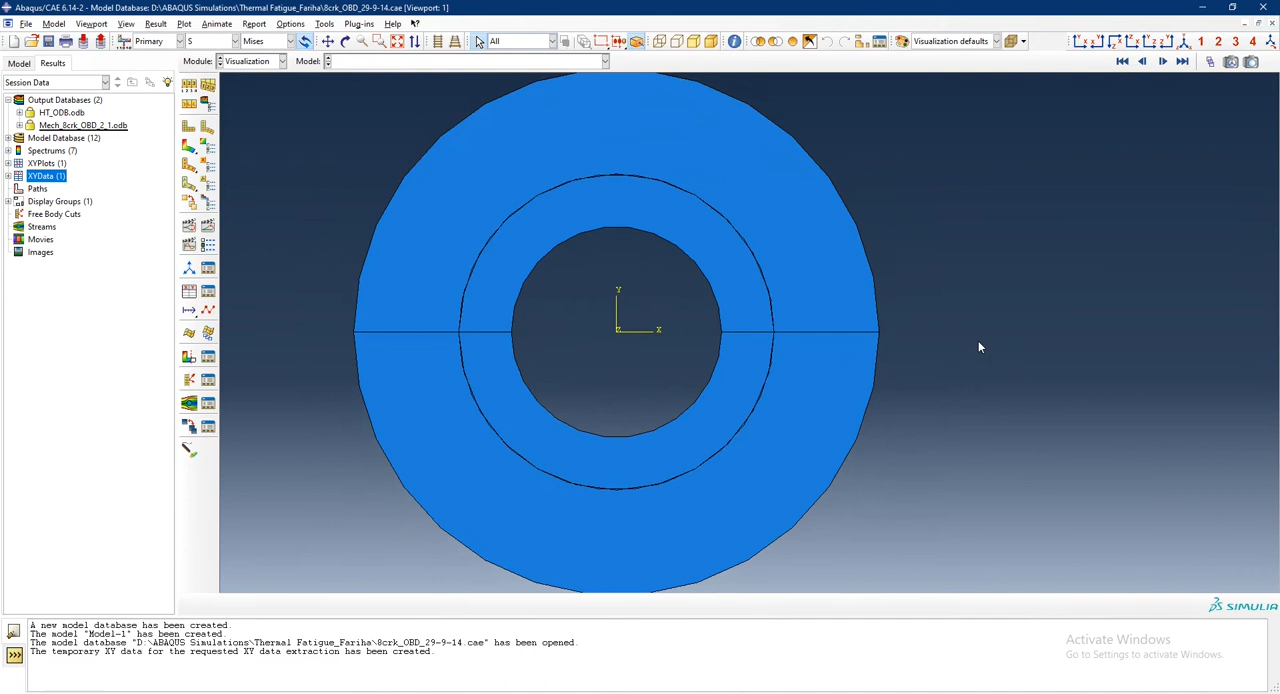 Abaqus/CAE 6.14-2 - Model Database: D:\ABAQUS Simulations\Thermal Fatigue_Fariha\8crk_OBD_29-9-14.cae [Viewport: 1]
File Model Viewport View Result Plot Animate Report Options Tools Plug-ins Help
Primary S Mises All Visualization defaults 1 2 3 4
Model Results Module: Visualization Model:
Session Data
Output Databases (2)
HT_ODB.odb
Mech_8crk_OBD_2_1.odb
Model Database (12)
Spectrums (7)
XYPlots (1)
XYData (1)
Paths
Display Groups (1)
Free Body Cuts
Streams
Movies
Images
Y
Z X
SIMULIA
A new model database has been created.
The model "Model-1" has been created.
The model database "D:\ABAQUS Simulations\Thermal Fatigue_Fariha\8crk_OBD_29-9-14.cae" has been opened.
The temporary XY data for the requested XY data extraction has been created.
Activate Windows
Go to Settings to activate Windows.